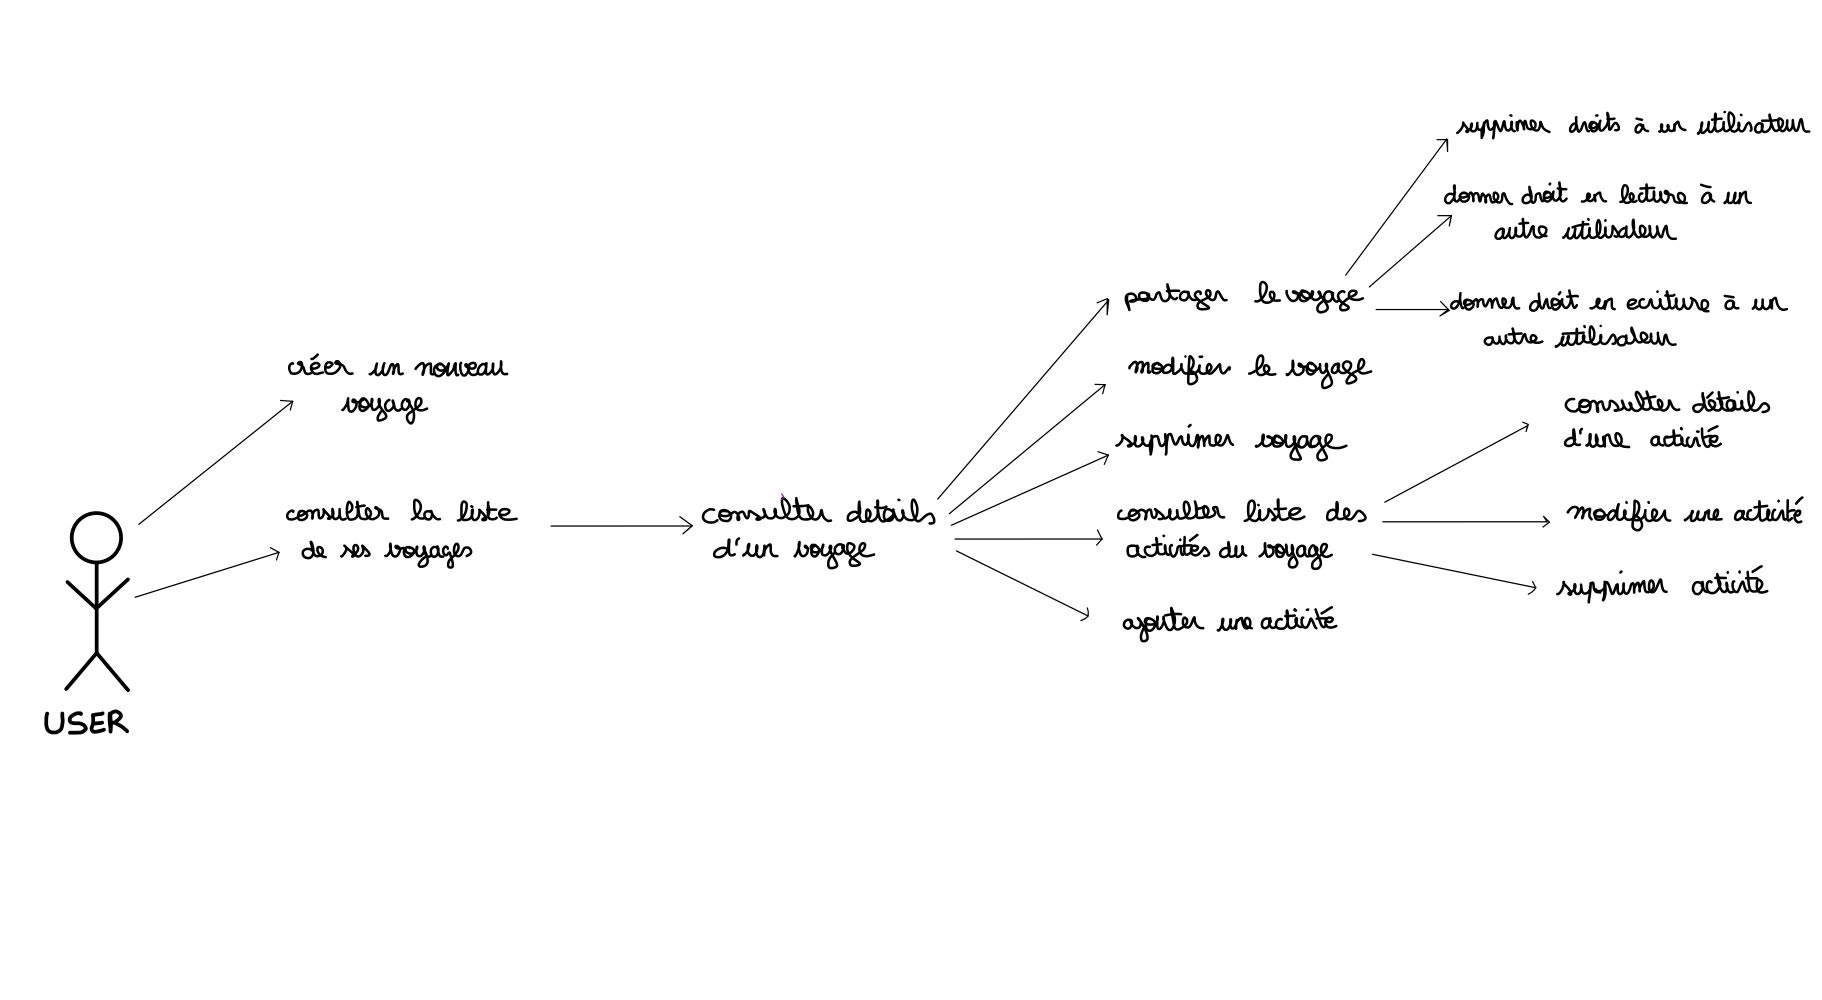 supprimer droits à un utilisateur
donner droit en lecture à un
autre utilisateur
partager le voyage
donner droit en ecriture à un
autre utilisateur
créer un nouveau
voyage
modifier le voyage
consulter détails
d'une activité
supprimer voyage
consulter la liste
de ses voyages
consulter details
d'un voyage
consulter liste des
activités du voyage
modifier une activité
supprimer activité
ajouter une activité
USER